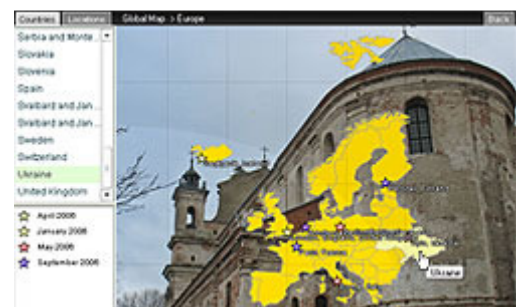 Countries Locations Global Map > Europe Back
Serbia and Monte...
Slovakia
Slovenia
Spain
Svalbard and Jan...
Svalbard and Jan...
Sweden
Switzerland
Ukraine
United Kingdom
April 2006
January 2006
May 2006
September 2006
Ukraine